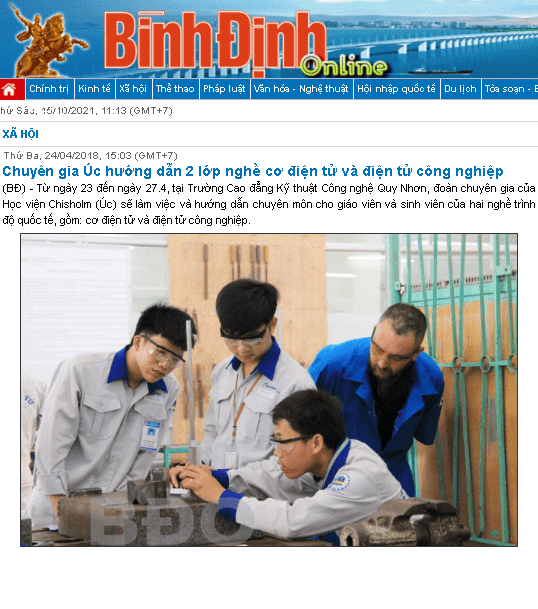 Bình Định
Online
Chính trị Kinh tế Xã hội Thể thao Pháp luật Văn hóa - Nghệ thuật Hội nhập quốc tế Du lịch Tòa soạn -
15/10/2021, 11:13 (GMT+7)
XÃ HỘI
Thứ Ba, 24/04/2018, 15:03 (GMT+7)
Chuyên gia Úc hướng dẫn 2 lớp nghề cơ điện tử và điện tử công nghiệp
(BĐ) - Từ ngày 23 đến ngày 27.4, tại Trường Cao đẳng Kỹ thuật Công nghệ Quy Nhơn, đoàn chuyên gia của
Học viện Chisholm (Úc) sẽ làm việc và hướng dẫn chuyên môn cho giáo viên và sinh viên của hai nghề trình
độ quốc tế, gồm: cơ điện tử và điện tử công nghiệp.
BĐO